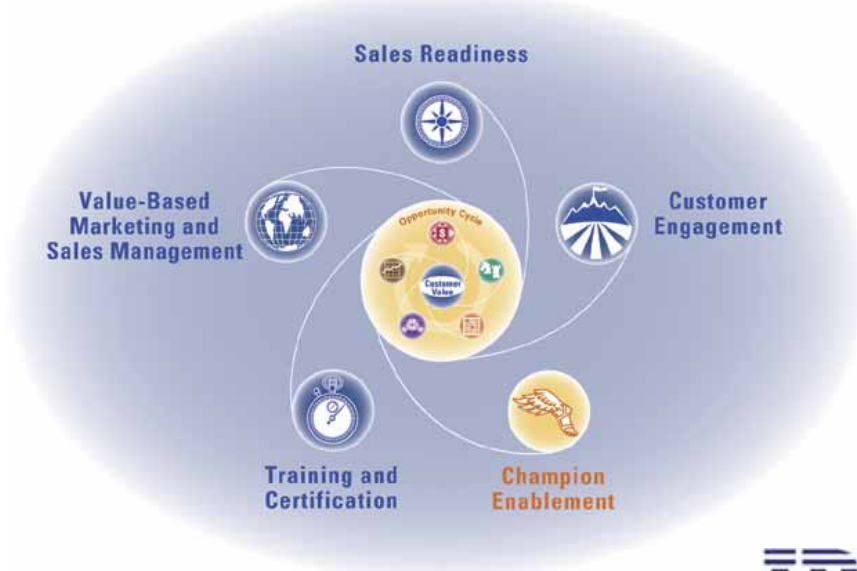 Sales Readiness
Value-Based
Marketing and
Sales Management
Customer
Engagement
Opportunity Cycle
$
Customer
Value
Training and
Certification
Champion
Enablement